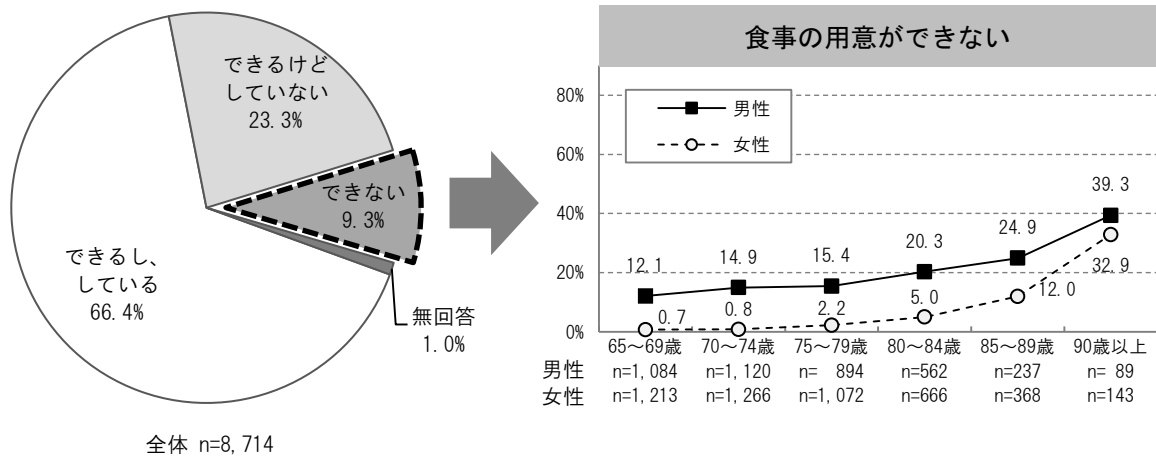 できるけど
していない
23.3%
できない
9.3%
できるし、
している
66.4%
無回答
1.0%
全体 n=8,714
食事の用意ができない
80%
60%
40%
20%
0%
男性
女性
12.1 14.9 15.4 20.3 24.9 39.3
0.7 0.8 2.2 5.0 12.0 32.9
65～69歳 70～74歳 75～79歳 80～84歳 85～89歳 90歳以上
男性 n=1,084 n=1,120 n= 894 n=562 n=237 n= 89
女性 n=1,213 n=1,266 n=1,072 n=666 n=368 n=143